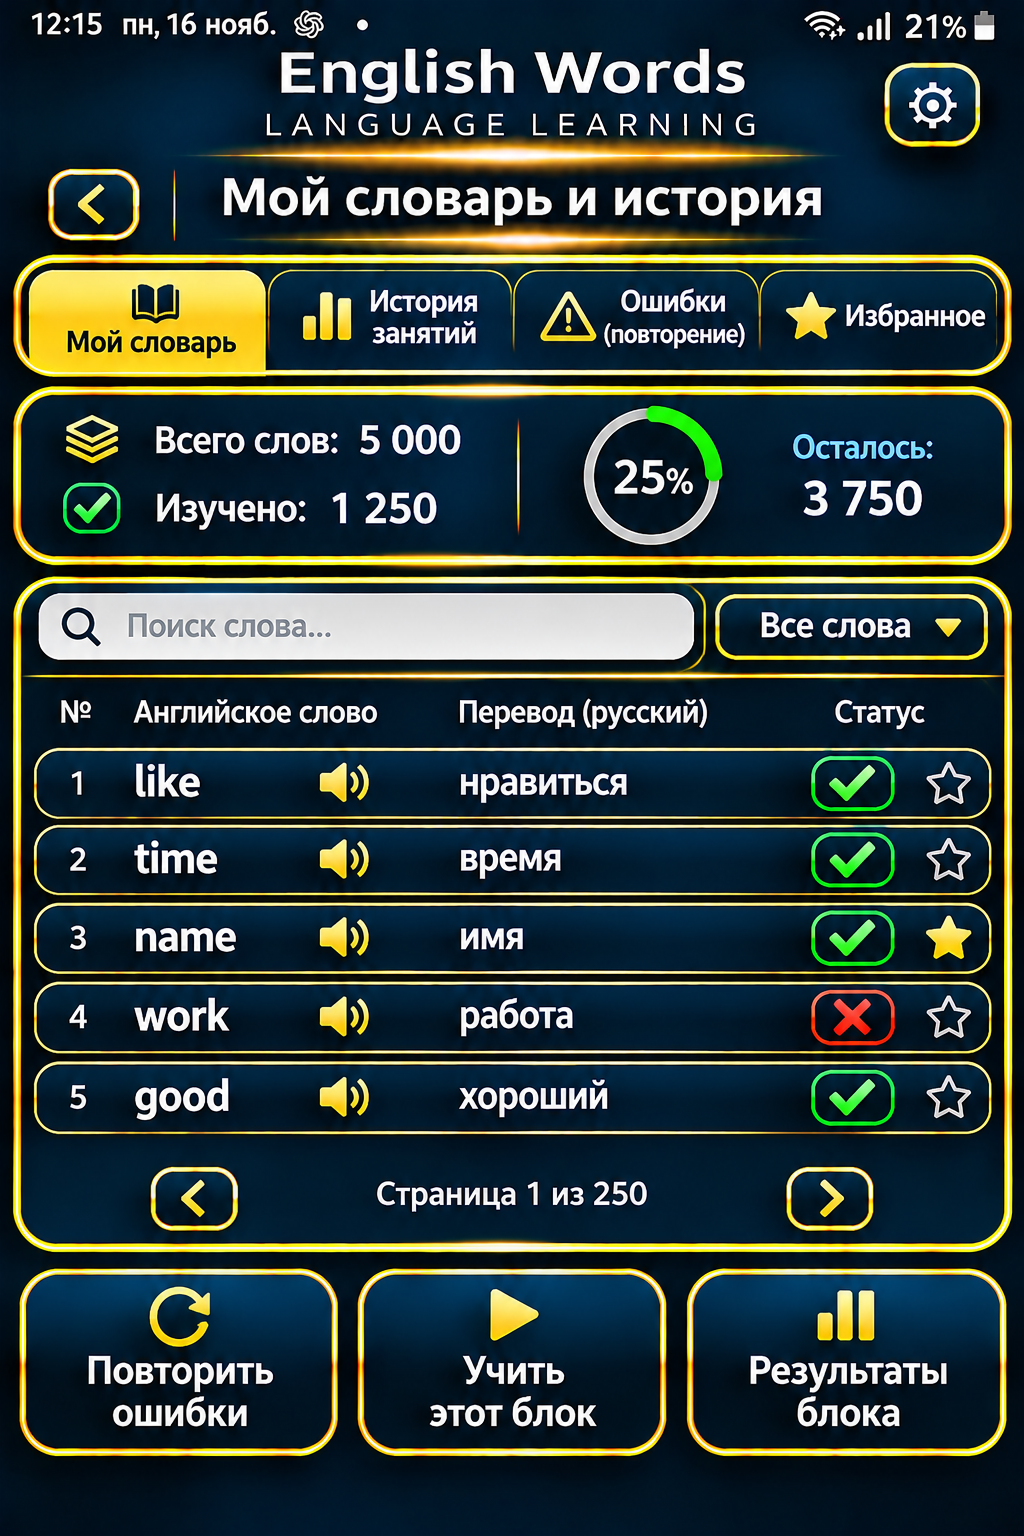 12:15 пн, 16 нояб. 21%
English Words
LANGUAGE LEARNING
Мой словарь и история
Мой словарь
История
занятий
Ошибки
(повторение)
Избранное
Всего слов: 5 000
Изучено: 1 250
25%
Осталось:
3 750
Поиск слова...
Все слова
№ Английское слово Перевод (русский) Статус
1 like нравиться
2 time время
3 name имя
4 work работа
5 good хороший
Страница 1 из 250
Повторить
ошибки
Учить
этот блок
Результаты
блока